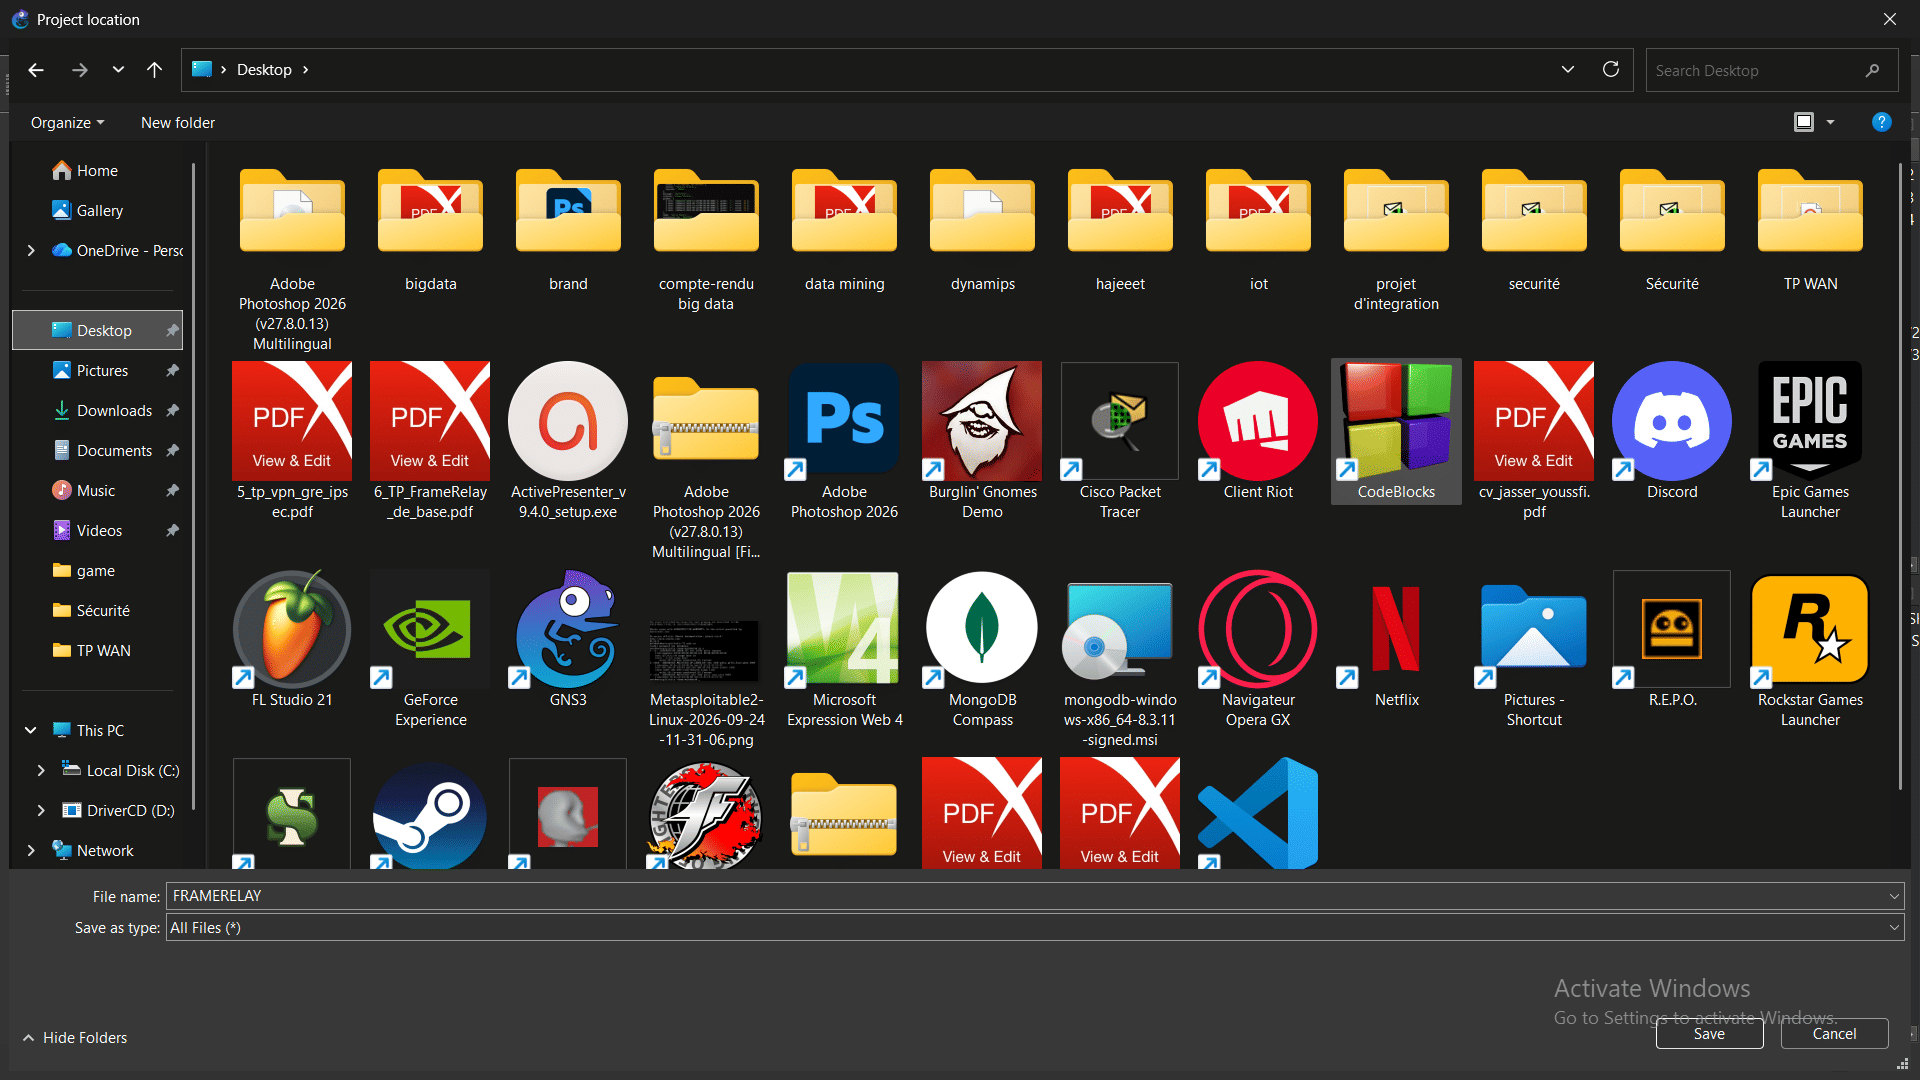 Project location
Desktop
Search Desktop
Organize
New folder
Home
Gallery
OneDrive - Perso
Desktop
Pictures
Downloads
Documents
Music
Videos
game
Sécurité
TP WAN
This PC
Local Disk (C:)
DriverCD (D:)
Network
Adobe
Photoshop 2026
(v27.8.0.13)
Multilingual
bigdata
brand
compte-rendu
big data
data mining
dynamips
hajeeet
iot
projet
d'integration
securité
Sécurité
TP WAN
PDF
View & Edit
5_tp_vpn_gre_ips
ec.pdf
PDF
View & Edit
6_TP_FrameRelay
_de_base.pdf
ActivePresenter_v
9.4.0_setup.exe
Adobe
Photoshop 2026
(v27.8.0.13)
Multilingual [Fi...
Ps
Adobe
Photoshop 2026
Burglin' Gnomes
Demo
Cisco Packet
Tracer
Client Riot
CodeBlocks
PDF
View & Edit
cv_jasser_youssfi.
pdf
Discord
EPIC
GAMES
Epic Games
Launcher
FL Studio 21
GeForce
Experience
GNS3
Metasploitable2-
Linux-2026-09-24
-11-31-06.png
4
Microsoft
Expression Web 4
MongoDB
Compass
mongodb-windo
ws-x86_64-8.3.11
-signed.msi
Navigateur
Opera GX
N
Netflix
Pictures -
Shortcut
R.E.P.O.
R
Rockstar Games
Launcher
PDF
View & Edit
PDF
View & Edit
File name:
FRAMERELAY
Save as type:
All Files (*)
Activate Windows
Go to Settings to activate Windows.
Hide Folders
Save
Cancel